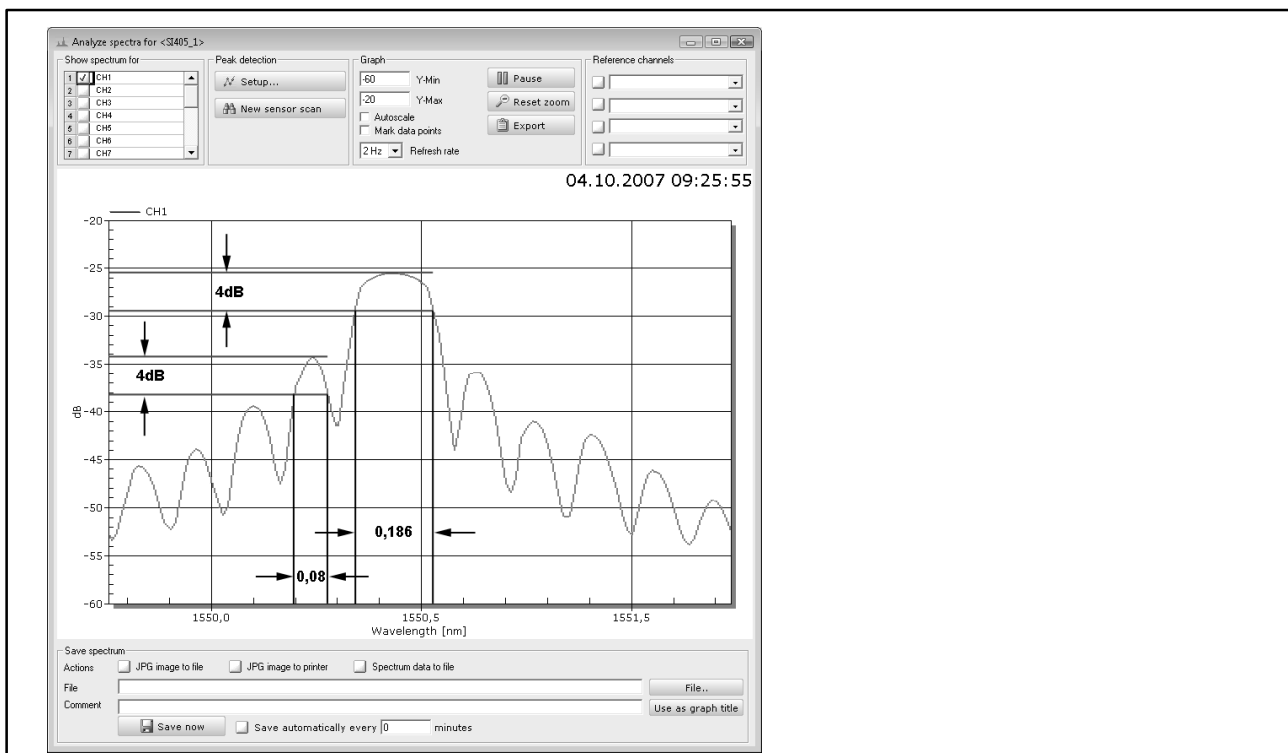 Analyze spectra for <SI405_1>
Show spectrum for
1 CH1
2 CH2
3 CH3
4 CH4
5 CH5
6 CH6
7 CH7
Peak detection
Setup...
New sensor scan
Graph
-60 Y-Min
-20 Y-Max
Autoscale
Mark data points
2 Hz Refresh rate
Pause
Reset zoom
Export
Reference channels
04.10.2007 09:25:55
CH1
-20
-25
-30
-35
-40
-45
-50
-55
-60
dB
4dB
4dB
0,186
0,08
1550,0
1550,5
1551,5
Wavelength [nm]
Save spectrum
Actions JPG image to file JPG image to printer Spectrum data to file
File File..
Comment Use as graph title
Save now Save automatically every 0 minutes